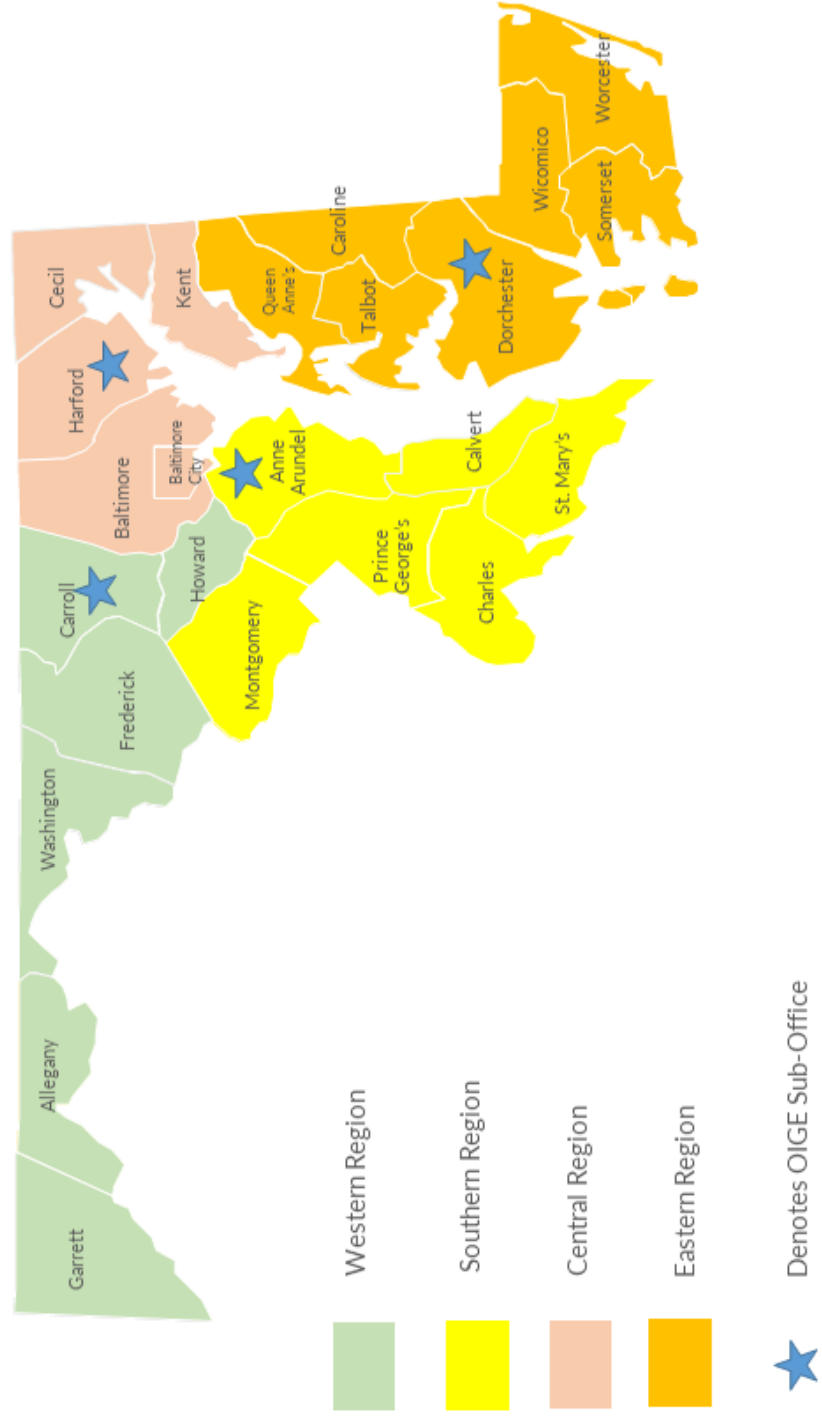 Garrett
Allegany
Washington
Frederick
Carroll
Howard
Montgomery
Baltimore
Baltimore
City
Harford
Cecil
Kent
Anne
Arundel
Prince
George's
Calvert
Charles
St. Mary's
Queen
Anne's
Caroline
Talbot
Dorchester
Wicomico
Somerset
Worcester
Western Region
Southern Region
Central Region
Eastern Region
Denotes OIGE Sub-Office